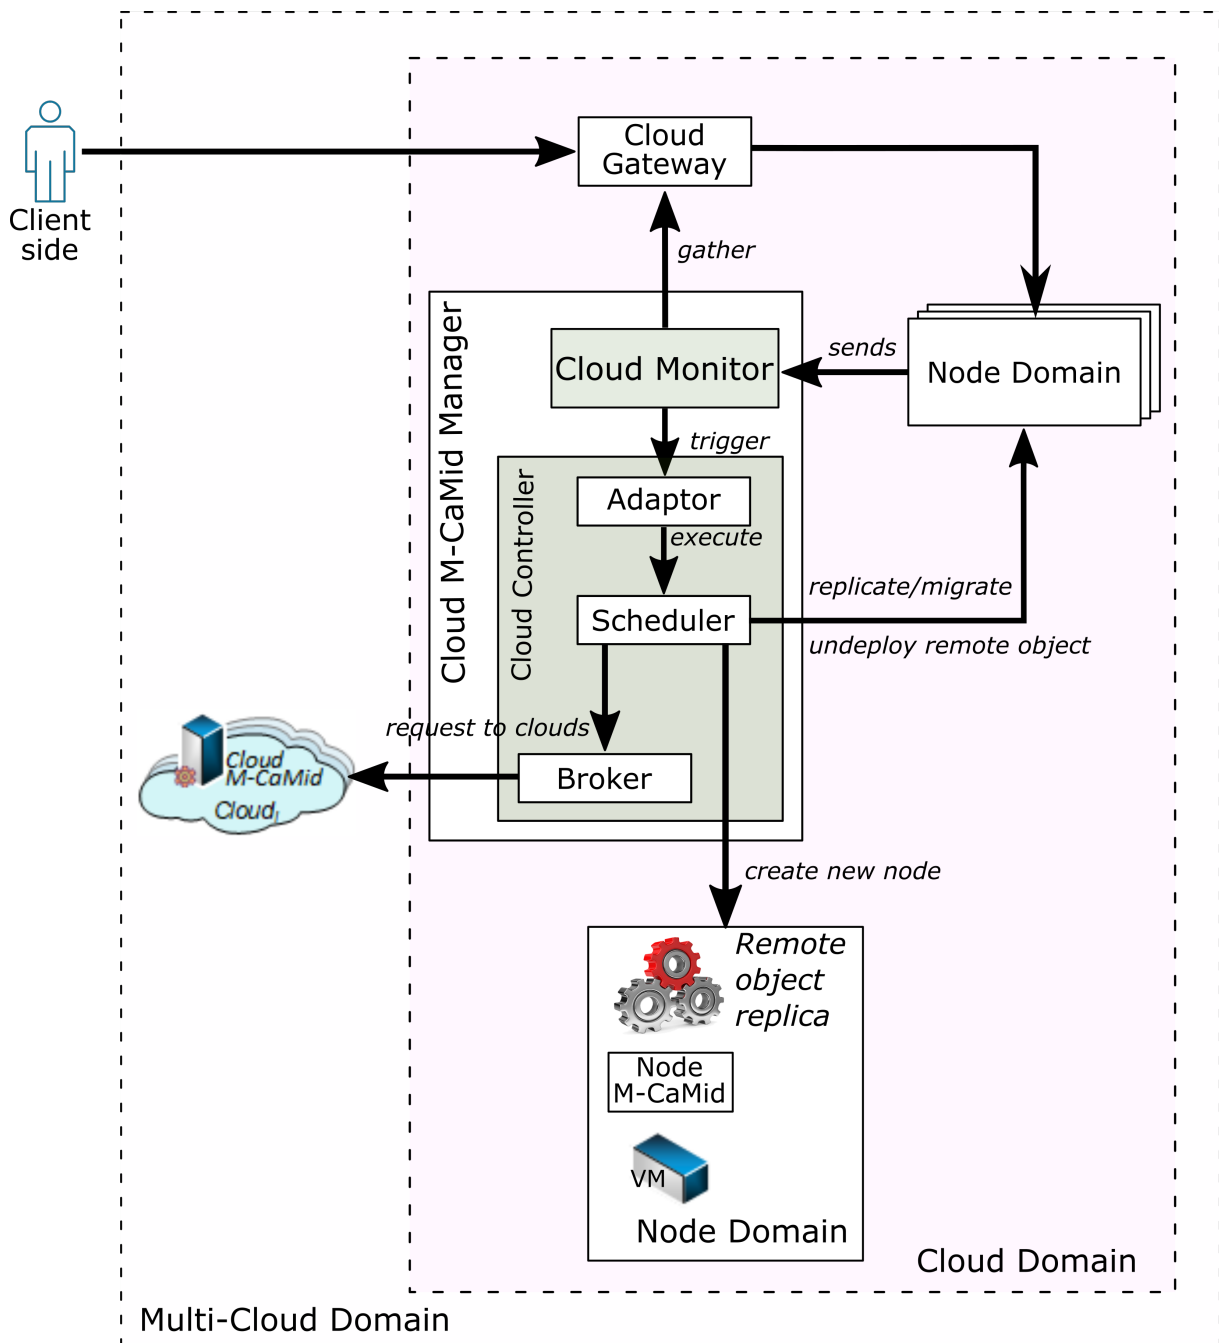 Client
side
Cloud
Gateway
gather
Cloud M-CaMid Manager
Cloud Monitor
sends
Node Domain
trigger
Cloud Controller
Adaptor
execute
Scheduler
replicate/migrate
undeploy remote object
request to clouds
Broker
Cloud
M-CaMid
Cloudj
create new node
Remote
object
replica
Node
M-CaMid
VM
Node Domain
Cloud Domain
Multi-Cloud Domain